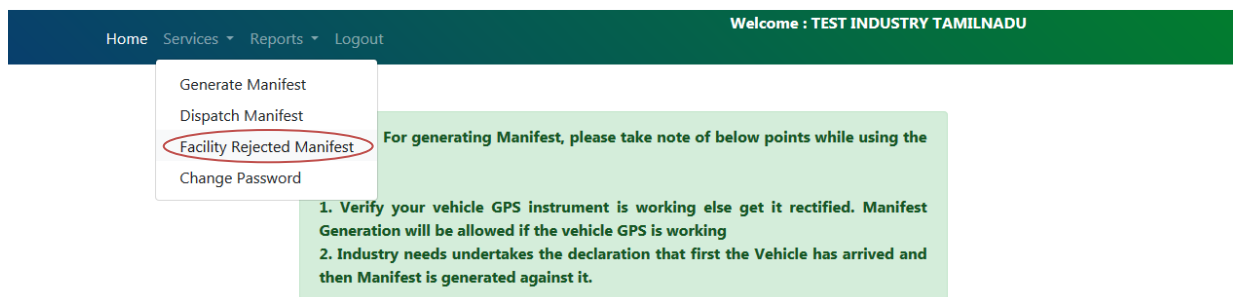 Welcome : TEST INDUSTRY TAMILNADU
Home Services Reports Logout
Generate Manifest
Dispatch Manifest
Facility Rejected Manifest
Change Password
For generating Manifest, please take note of below points while using the
1. Verify your vehicle GPS instrument is working else get it rectified. Manifest
Generation will be allowed if the vehicle GPS is working
2. Industry needs undertakes the declaration that first the Vehicle has arrived and
then Manifest is generated against it.